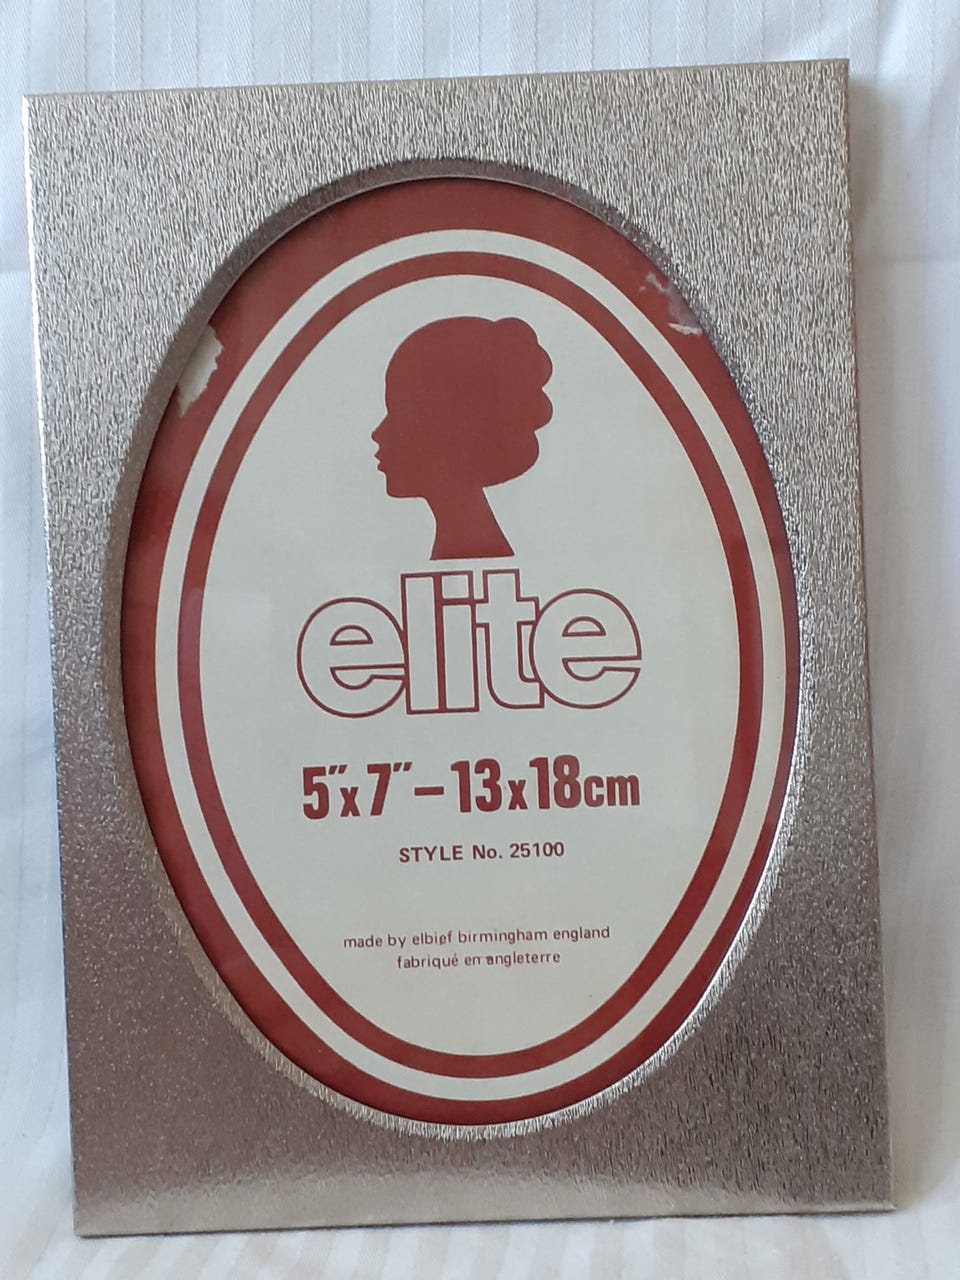 elite
5"x7" – 13x18cm
STYLE No. 25100
made by elbief birmingham england
fabriqué en angleterre